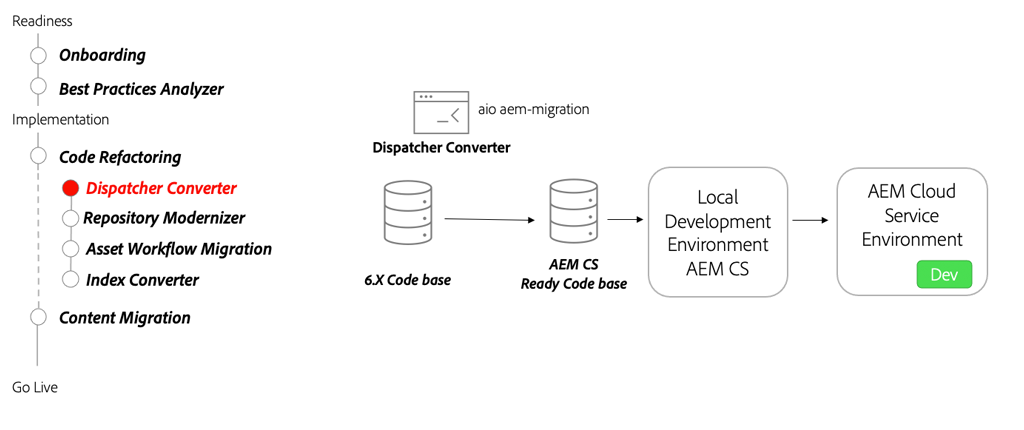 Readiness
Onboarding
Best Practices Analyzer
Implementation
Code Refactoring
Dispatcher Converter
Repository Modernizer
Asset Workflow Migration
Index Converter
Content Migration
Go Live
aio aem-migration
Dispatcher Converter
6.X Code base
AEM CS
Ready Code base
Local
Development
Environment
AEM CS
AEM Cloud
Service
Environment
Dev